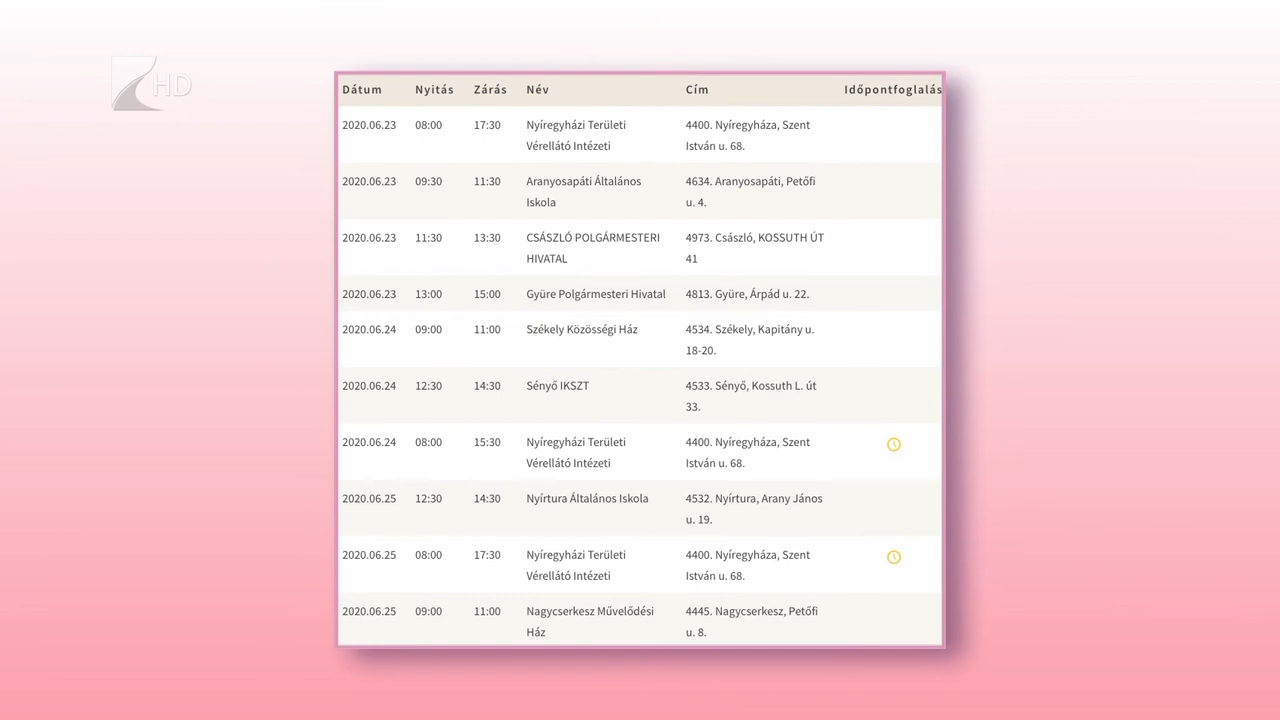 HD
Dátum Nyitás Zárás Név Cím Időpontfoglalás
2020.06.23 08:00 17:30 Nyíregyházi Területi 4400. Nyíregyháza, Szent
Vérellátó Intézeti István u. 68.
2020.06.23 09:30 11:30 Aranyosapáti Általános 4634. Aranyosapáti, Petőfi
Iskola u. 4.
2020.06.23 11:30 13:30 CSÁSZLÓ POLGÁRMESTERI 4973. Császló, KOSSUTH ÚT
HIVATAL 41
2020.06.23 13:00 15:00 Gyüre Polgármesteri Hivatal 4813. Gyüre, Árpád u. 22.
2020.06.24 09:00 11:00 Székely Közösségi Ház 4534. Székely, Kapitány u.
18-20.
2020.06.24 12:30 14:30 Sényő IKSZT 4533. Sényő, Kossuth L. út
33.
2020.06.24 08:00 15:30 Nyíregyházi Területi 4400. Nyíregyháza, Szent
Vérellátó Intézeti István u. 68.
2020.06.25 12:30 14:30 Nyírtura Általános Iskola 4532. Nyírtura, Arany János
u. 19.
2020.06.25 08:00 17:30 Nyíregyházi Területi 4400. Nyíregyháza, Szent
Vérellátó Intézeti István u. 68.
2020.06.25 09:00 11:00 Nagycserkesz Művelődési 4445. Nagycserkesz, Petőfi
Ház u. 8.